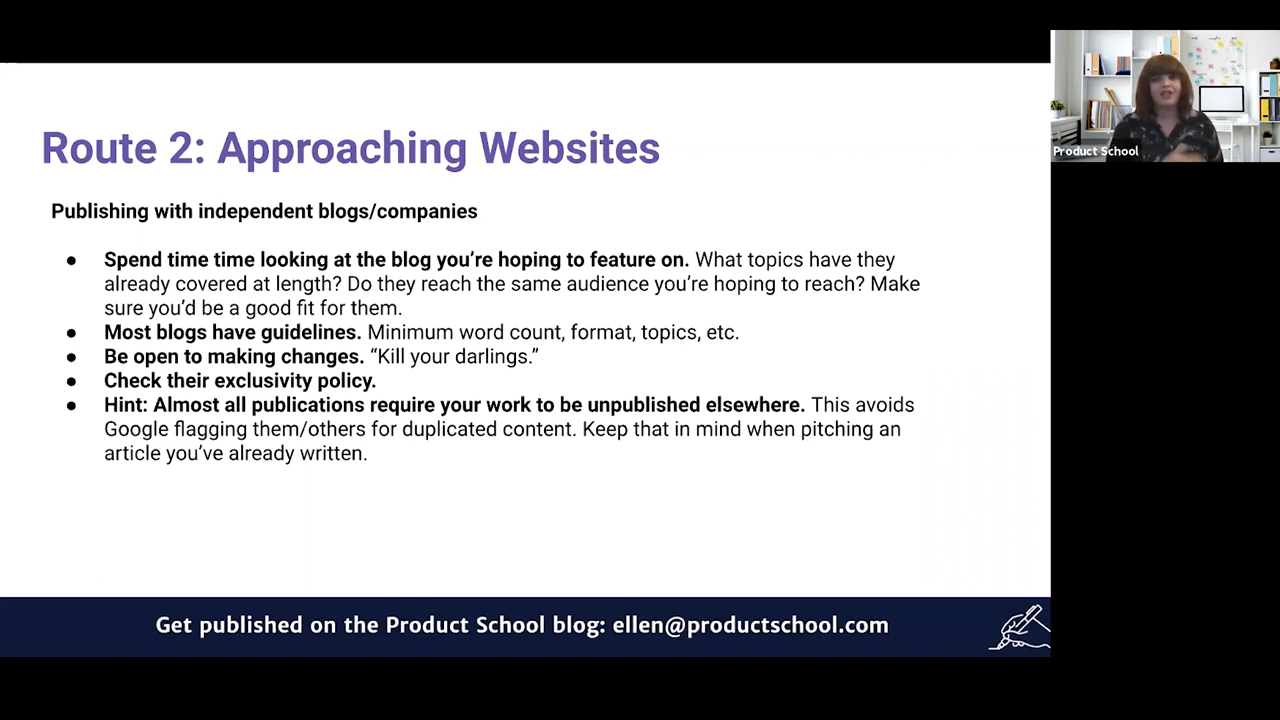 Route 2: Approaching Websites
Product School
Publishing with independent blogs/companies
● Spend time time looking at the blog you’re hoping to feature on. What topics have they
already covered at length? Do they reach the same audience you’re hoping to reach? Make
sure you’d be a good fit for them.
● Most blogs have guidelines. Minimum word count, format, topics, etc.
● Be open to making changes. “Kill your darlings.”
● Check their exclusivity policy.
● Hint: Almost all publications require your work to be unpublished elsewhere. This avoids
Google flagging them/others for duplicated content. Keep that in mind when pitching an
article you’ve already written.
Get published on the Product School blog: ellen@productschool.com